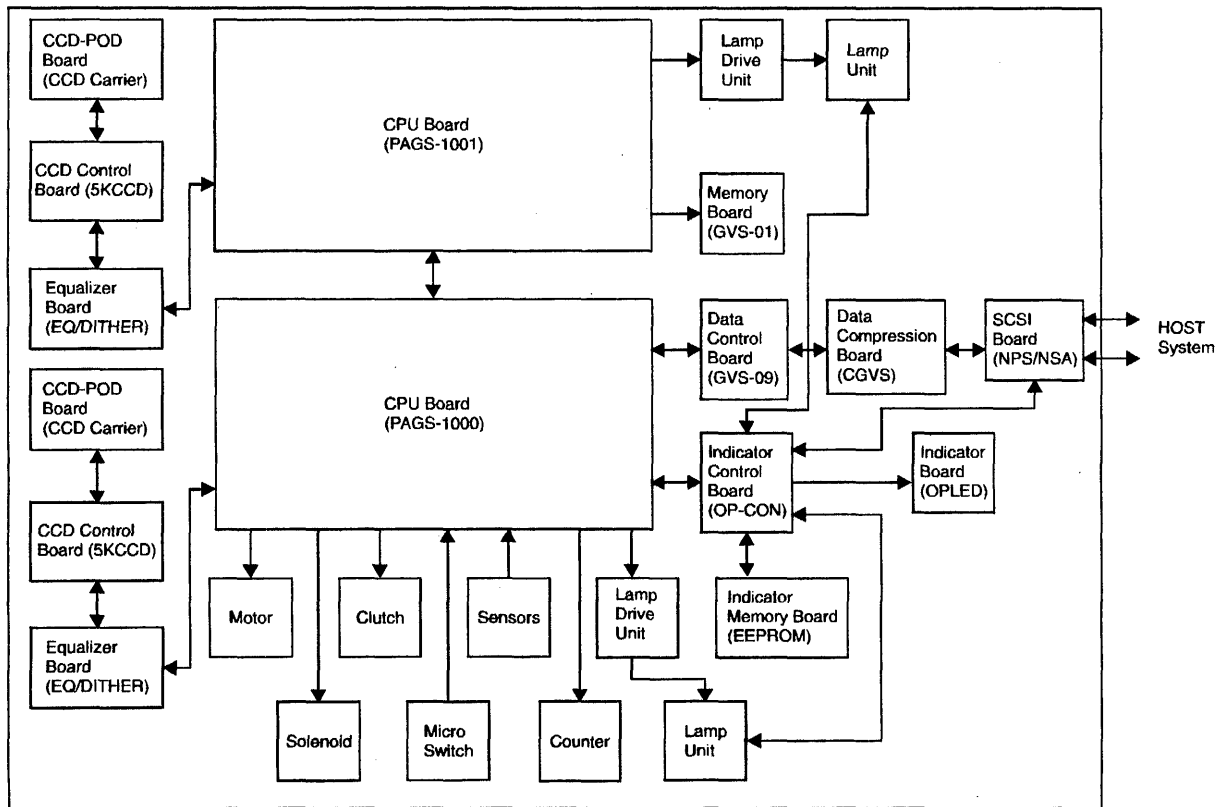 CCD-POD
Board
(CCD Carrier)
CPU Board
(PAGS-1001)
Lamp
Drive
Unit
Lamp
Unit
CCD Control
Board (5KCCD)
Memory
Board
(GVS-01)
Equalizer
Board
(EQ/DITHER)
Data
Control
Board
(GVS-09)
Data
Compression
Board
(CGVS)
SCSI
Board
(NPS/NSA)
HOST
System
CCD-POD
Board
(CCD Carrier)
CPU Board
(PAGS-1000)
Indicator
Control
Board
(OP-CON)
Indicator
Board
(OPLED)
CCD Control
Board (5KCCD)
Motor
Clutch
Sensors
Lamp
Drive
Unit
Indicator
Memory Board
(EEPROM)
Equalizer
Board
(EQ/DITHER)
Solenoid
Micro
Switch
Counter
Lamp
Unit